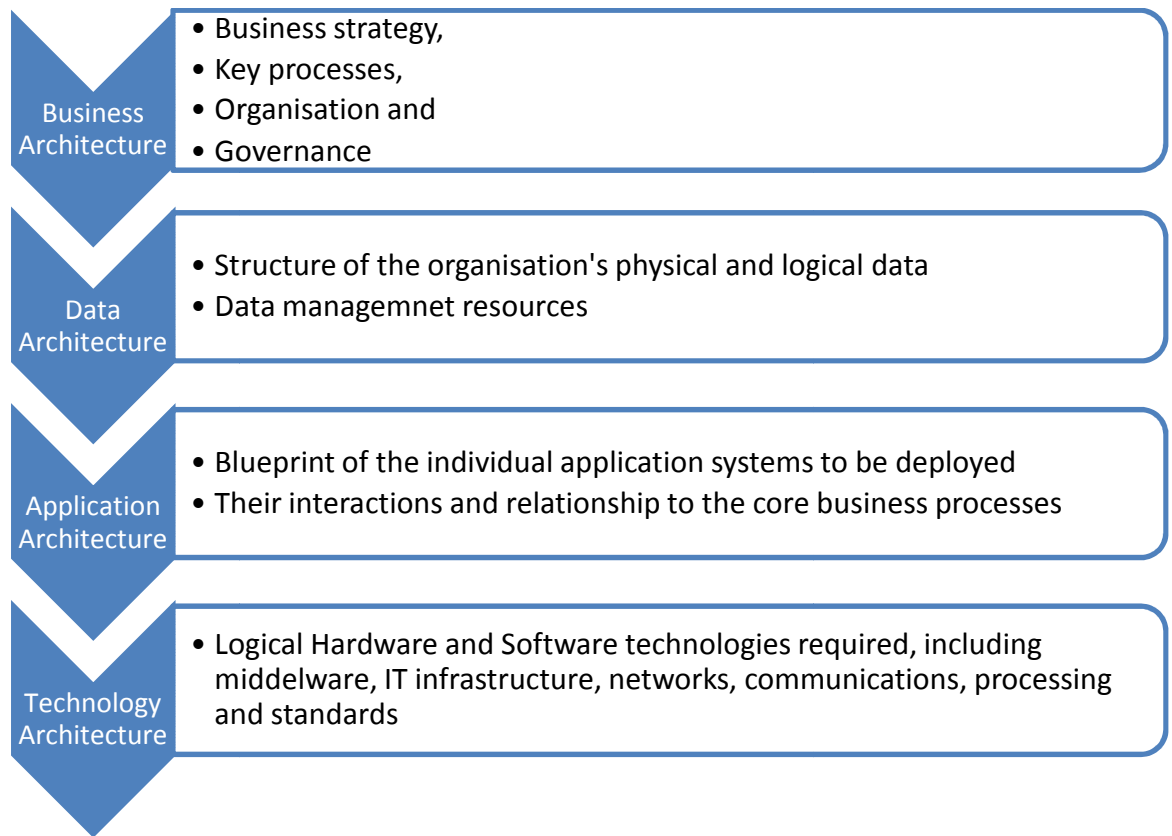 Business
Architecture
• Business strategy,
• Key processes,
• Organisation and
• Governance
Data
Architecture
• Structure of the organisation's physical and logical data
• Data managemnet resources
Application
Architecture
• Blueprint of the individual application systems to be deployed
• Their interactions and relationship to the core business processes
Technology
Architecture
• Logical Hardware and Software technologies required, including
middelware, IT infrastructure, networks, communications, processing
and standards